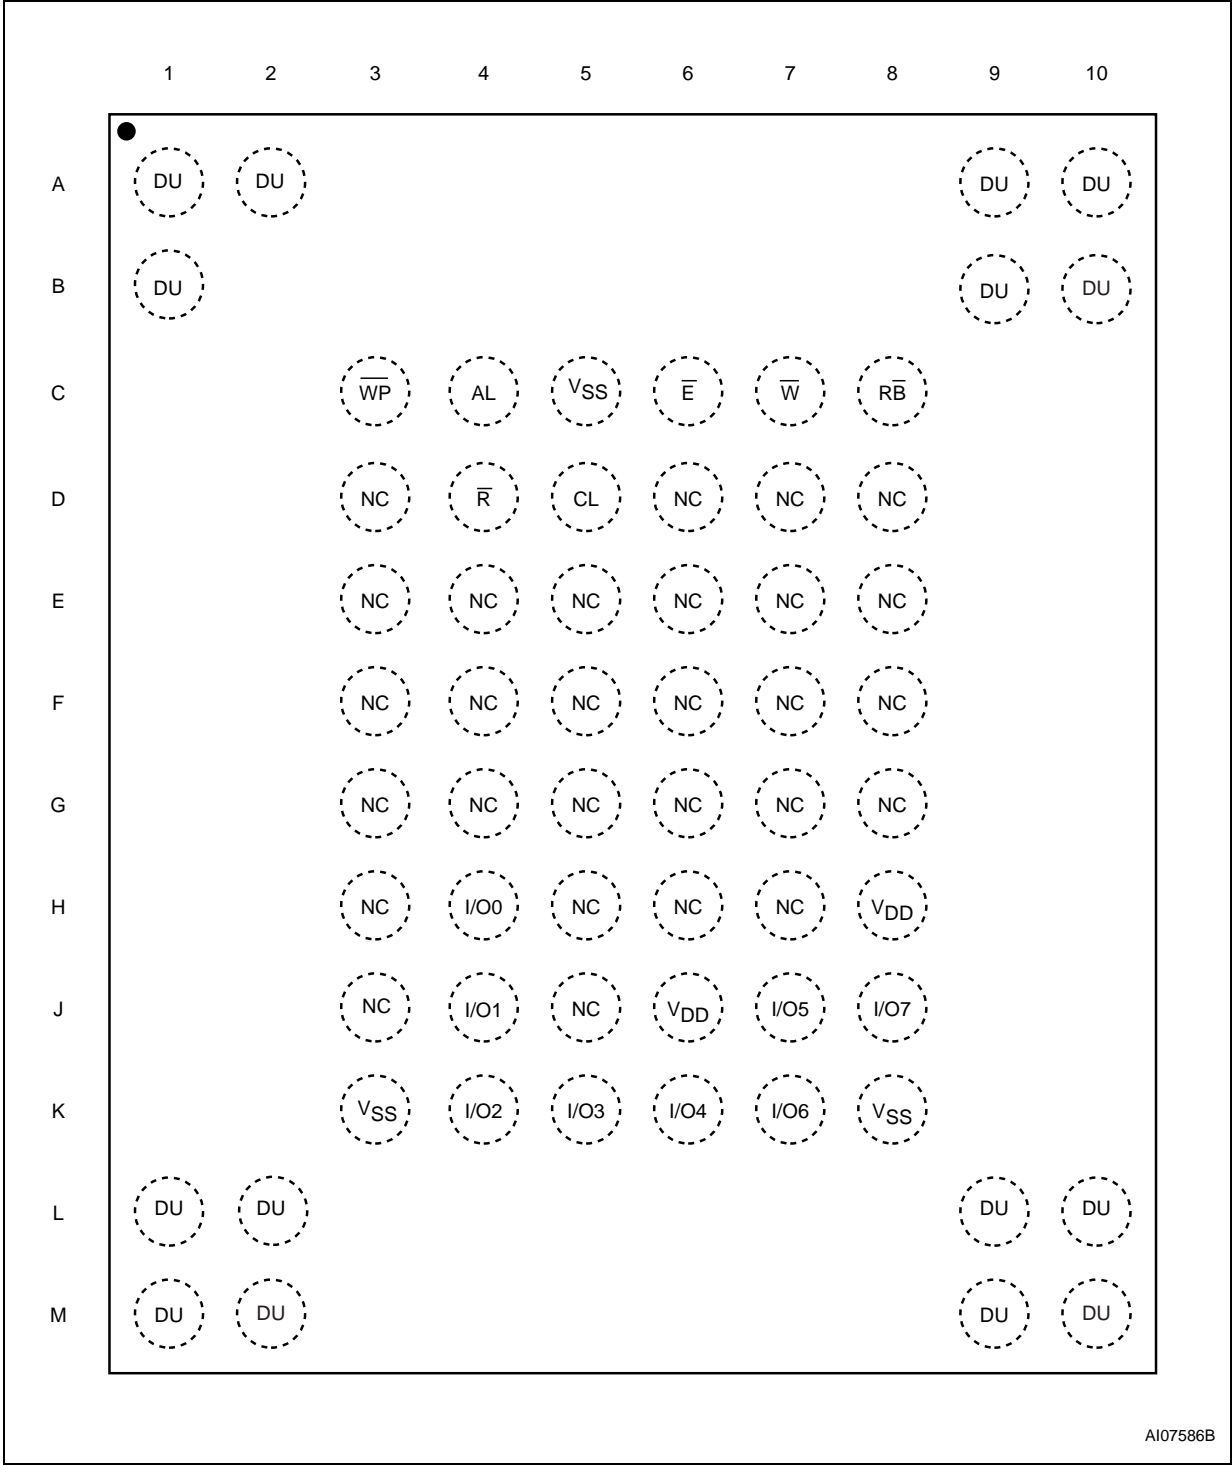 1 2 3 4 5 6 7 8 9 10
A DU DU DU DU
B DU DU DU
C W̅P̅ AL VSS E̅ W̅ RB̅
D NC R̅ CL NC NC NC
E NC NC NC NC NC NC
F NC NC NC NC NC NC
G NC NC NC NC NC NC
H NC I/O0 NC NC NC VDD
J NC I/O1 NC VDD I/O5 I/O7
K VSS I/O2 I/O3 I/O4 I/O6 VSS
L DU DU DU DU
M DU DU DU DU
AI07586B